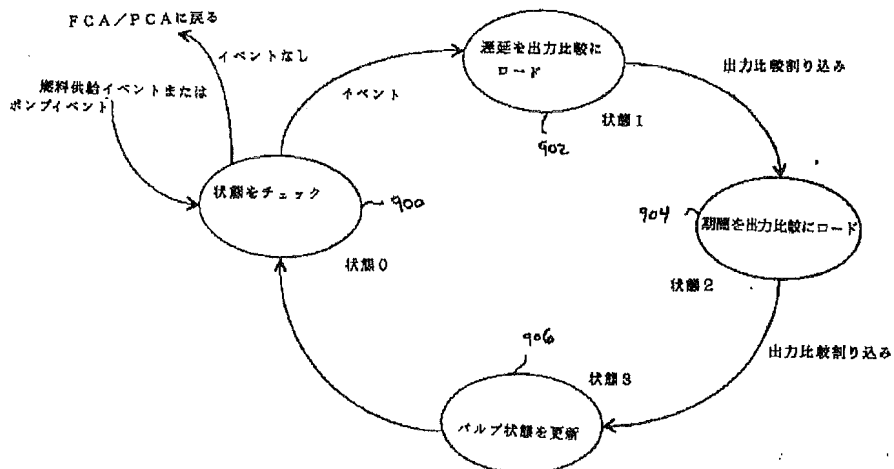 FCA/PCAに戻る
イベントなし
燃料供給イベントまたは
ポンプイベント
イベント
遅延を出力比較に
ロード
出力比較割り込み
状態1
902
状態をチェック
900
状態0
904
期間を出力比較にロード
状態2
906
状態3
出力比較割り込み
バルブ状態を更新